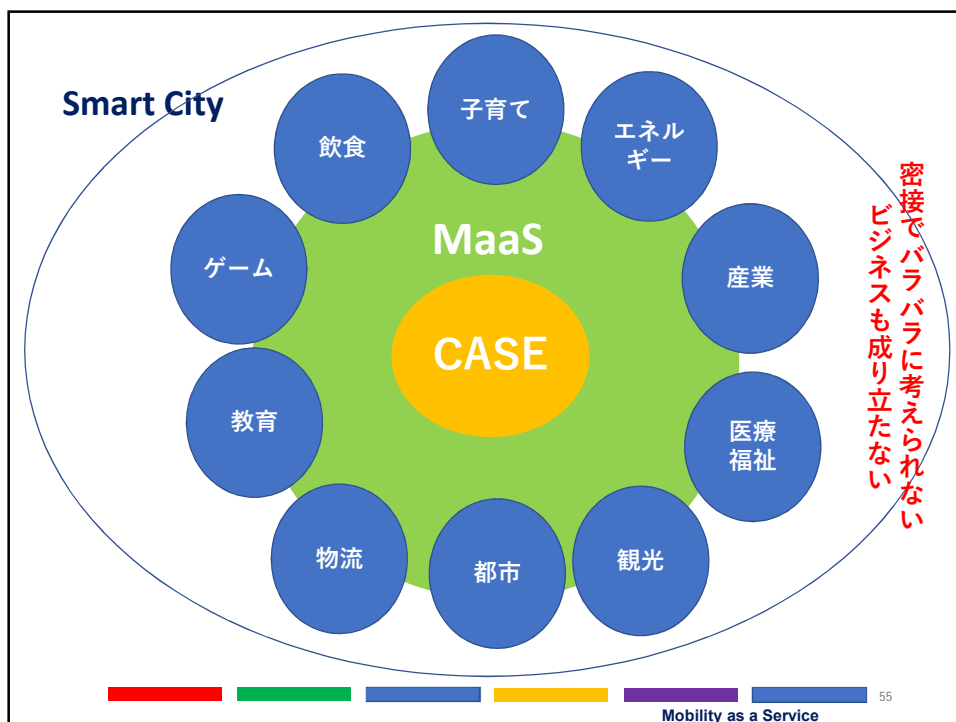 Smart City
子育て
飲食
エネル
ギー
ゲーム
MaaS
産業
CASE
教育
医療
福祉
物流
都市
観光
密接でバラバラに考えられない
ビジネスも成り立たない
55
Mobility as a Service